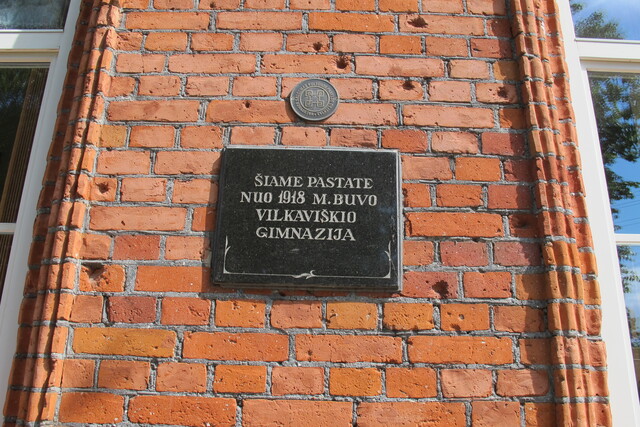 ŠIAME PASTATE
NUO 1918 M. BUVO
VILKAVIŠKIO
GIMNAZIJA